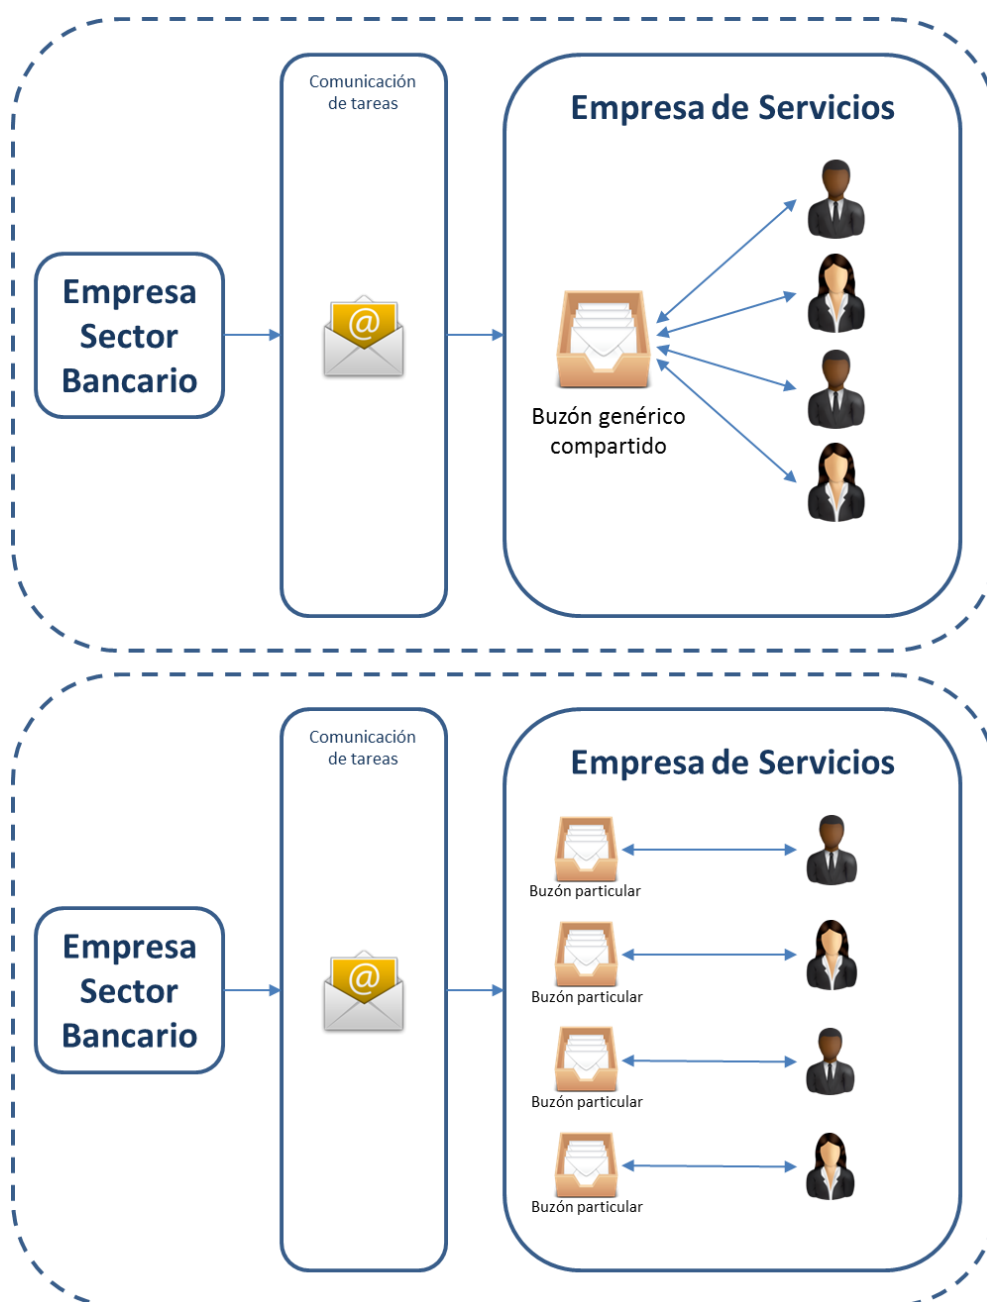 Comunicación
de tareas
Empresa de Servicios
Empresa
Sector
Bancario
@
Buzón genérico
compartido
Comunicación
de tareas
Empresa de Servicios
Buzón particular
Empresa
Sector
Bancario
@
Buzón particular
Buzón particular
Buzón particular